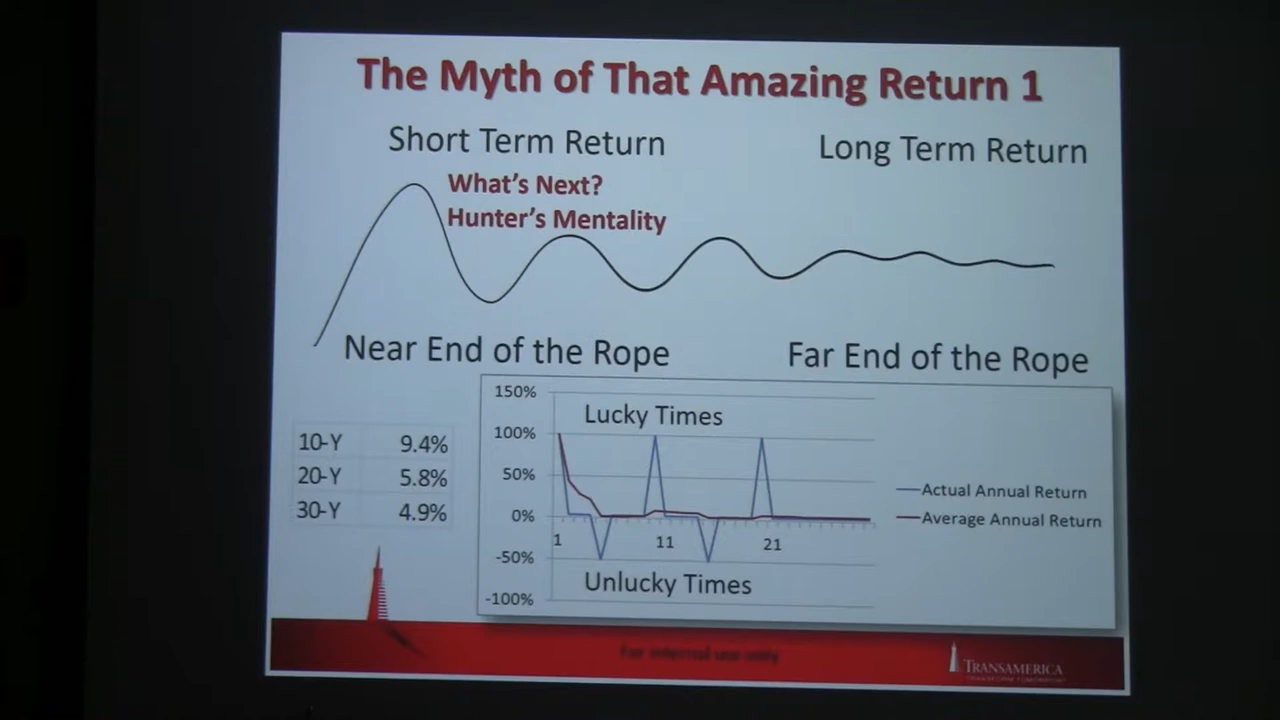 The Myth of That Amazing Return 1
Short Term Return
Long Term Return
What's Next?
Hunter's Mentality
Near End of the Rope
Far End of the Rope
10-Y 9.4%
20-Y 5.8%
30-Y 4.9%
150%
100%
50%
0%
-50%
-100%
Lucky Times
1 11 21
Unlucky Times
Actual Annual Return
Average Annual Return
For internal use only
TRANSAMERICA